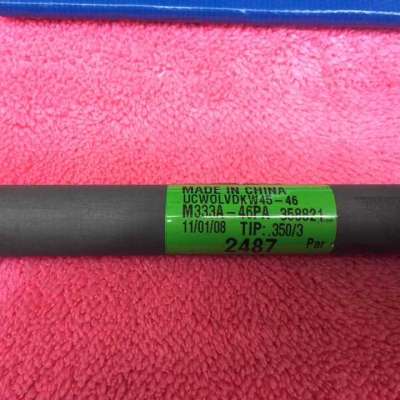 MADE IN CHINA
UCWOLVDKW45-46
M333A-46PA 358821
11/01/08 TIP:.350/3
2487 Par